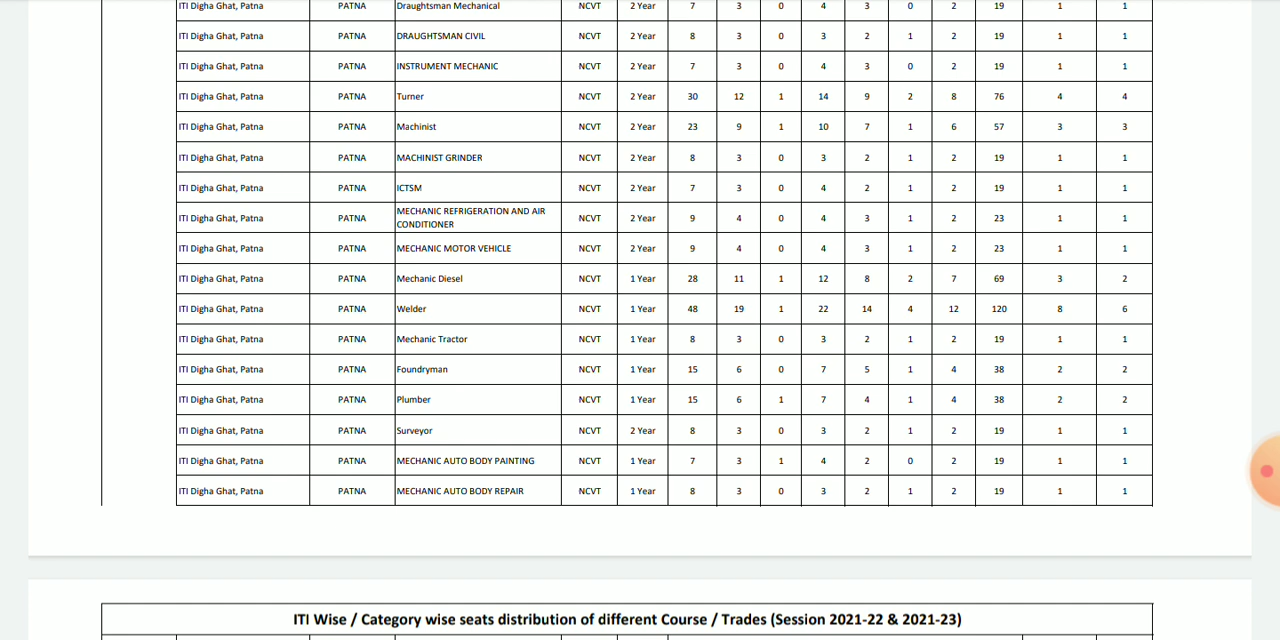 ITI Digha Ghat, Patna PATNA Draughtsman Mechanical NCVT 2 Year 7 3 0 4 3 0 2 19 1 1
ITI Digha Ghat, Patna PATNA DRAUGHTSMAN CIVIL NCVT 2 Year 8 3 0 3 2 1 2 19 1 1
ITI Digha Ghat, Patna PATNA INSTRUMENT MECHANIC NCVT 2 Year 7 3 0 4 3 0 2 19 1 1
ITI Digha Ghat, Patna PATNA Turner NCVT 2 Year 30 12 1 14 9 2 8 76 4 4
ITI Digha Ghat, Patna PATNA Machinist NCVT 2 Year 23 9 1 10 7 1 6 57 3 3
ITI Digha Ghat, Patna PATNA MACHINIST GRINDER NCVT 2 Year 8 3 0 3 2 1 2 19 1 1
ITI Digha Ghat, Patna PATNA ICTSM NCVT 2 Year 7 3 0 4 2 1 2 19 1 1
ITI Digha Ghat, Patna PATNA MECHANIC REFRIGERATION AND AIR
CONDITIONER NCVT 2 Year 9 4 0 4 3 1 2 23 1 1
ITI Digha Ghat, Patna PATNA MECHANIC MOTOR VEHICLE NCVT 2 Year 9 4 0 4 3 1 2 23 1 1
ITI Digha Ghat, Patna PATNA Mechanic Diesel NCVT 1 Year 28 11 1 12 8 2 7 69 3 2
ITI Digha Ghat, Patna PATNA Welder NCVT 1 Year 48 19 1 22 14 4 12 120 8 6
ITI Digha Ghat, Patna PATNA Mechanic Tractor NCVT 1 Year 8 3 0 3 2 1 2 19 1 1
ITI Digha Ghat, Patna PATNA Foundryman NCVT 1 Year 15 6 0 7 5 1 4 38 2 2
ITI Digha Ghat, Patna PATNA Plumber NCVT 1 Year 15 6 1 7 4 1 4 38 2 2
ITI Digha Ghat, Patna PATNA Surveyor NCVT 2 Year 8 3 0 3 2 1 2 19 1 1
ITI Digha Ghat, Patna PATNA MECHANIC AUTO BODY PAINTING NCVT 1 Year 7 3 1 4 2 0 2 19 1 1
ITI Digha Ghat, Patna PATNA MECHANIC AUTO BODY REPAIR NCVT 1 Year 8 3 0 3 2 1 2 19 1 1
ITI Wise / Category wise seats distribution of different Course / Trades (Session 2021-22 & 2021-23)